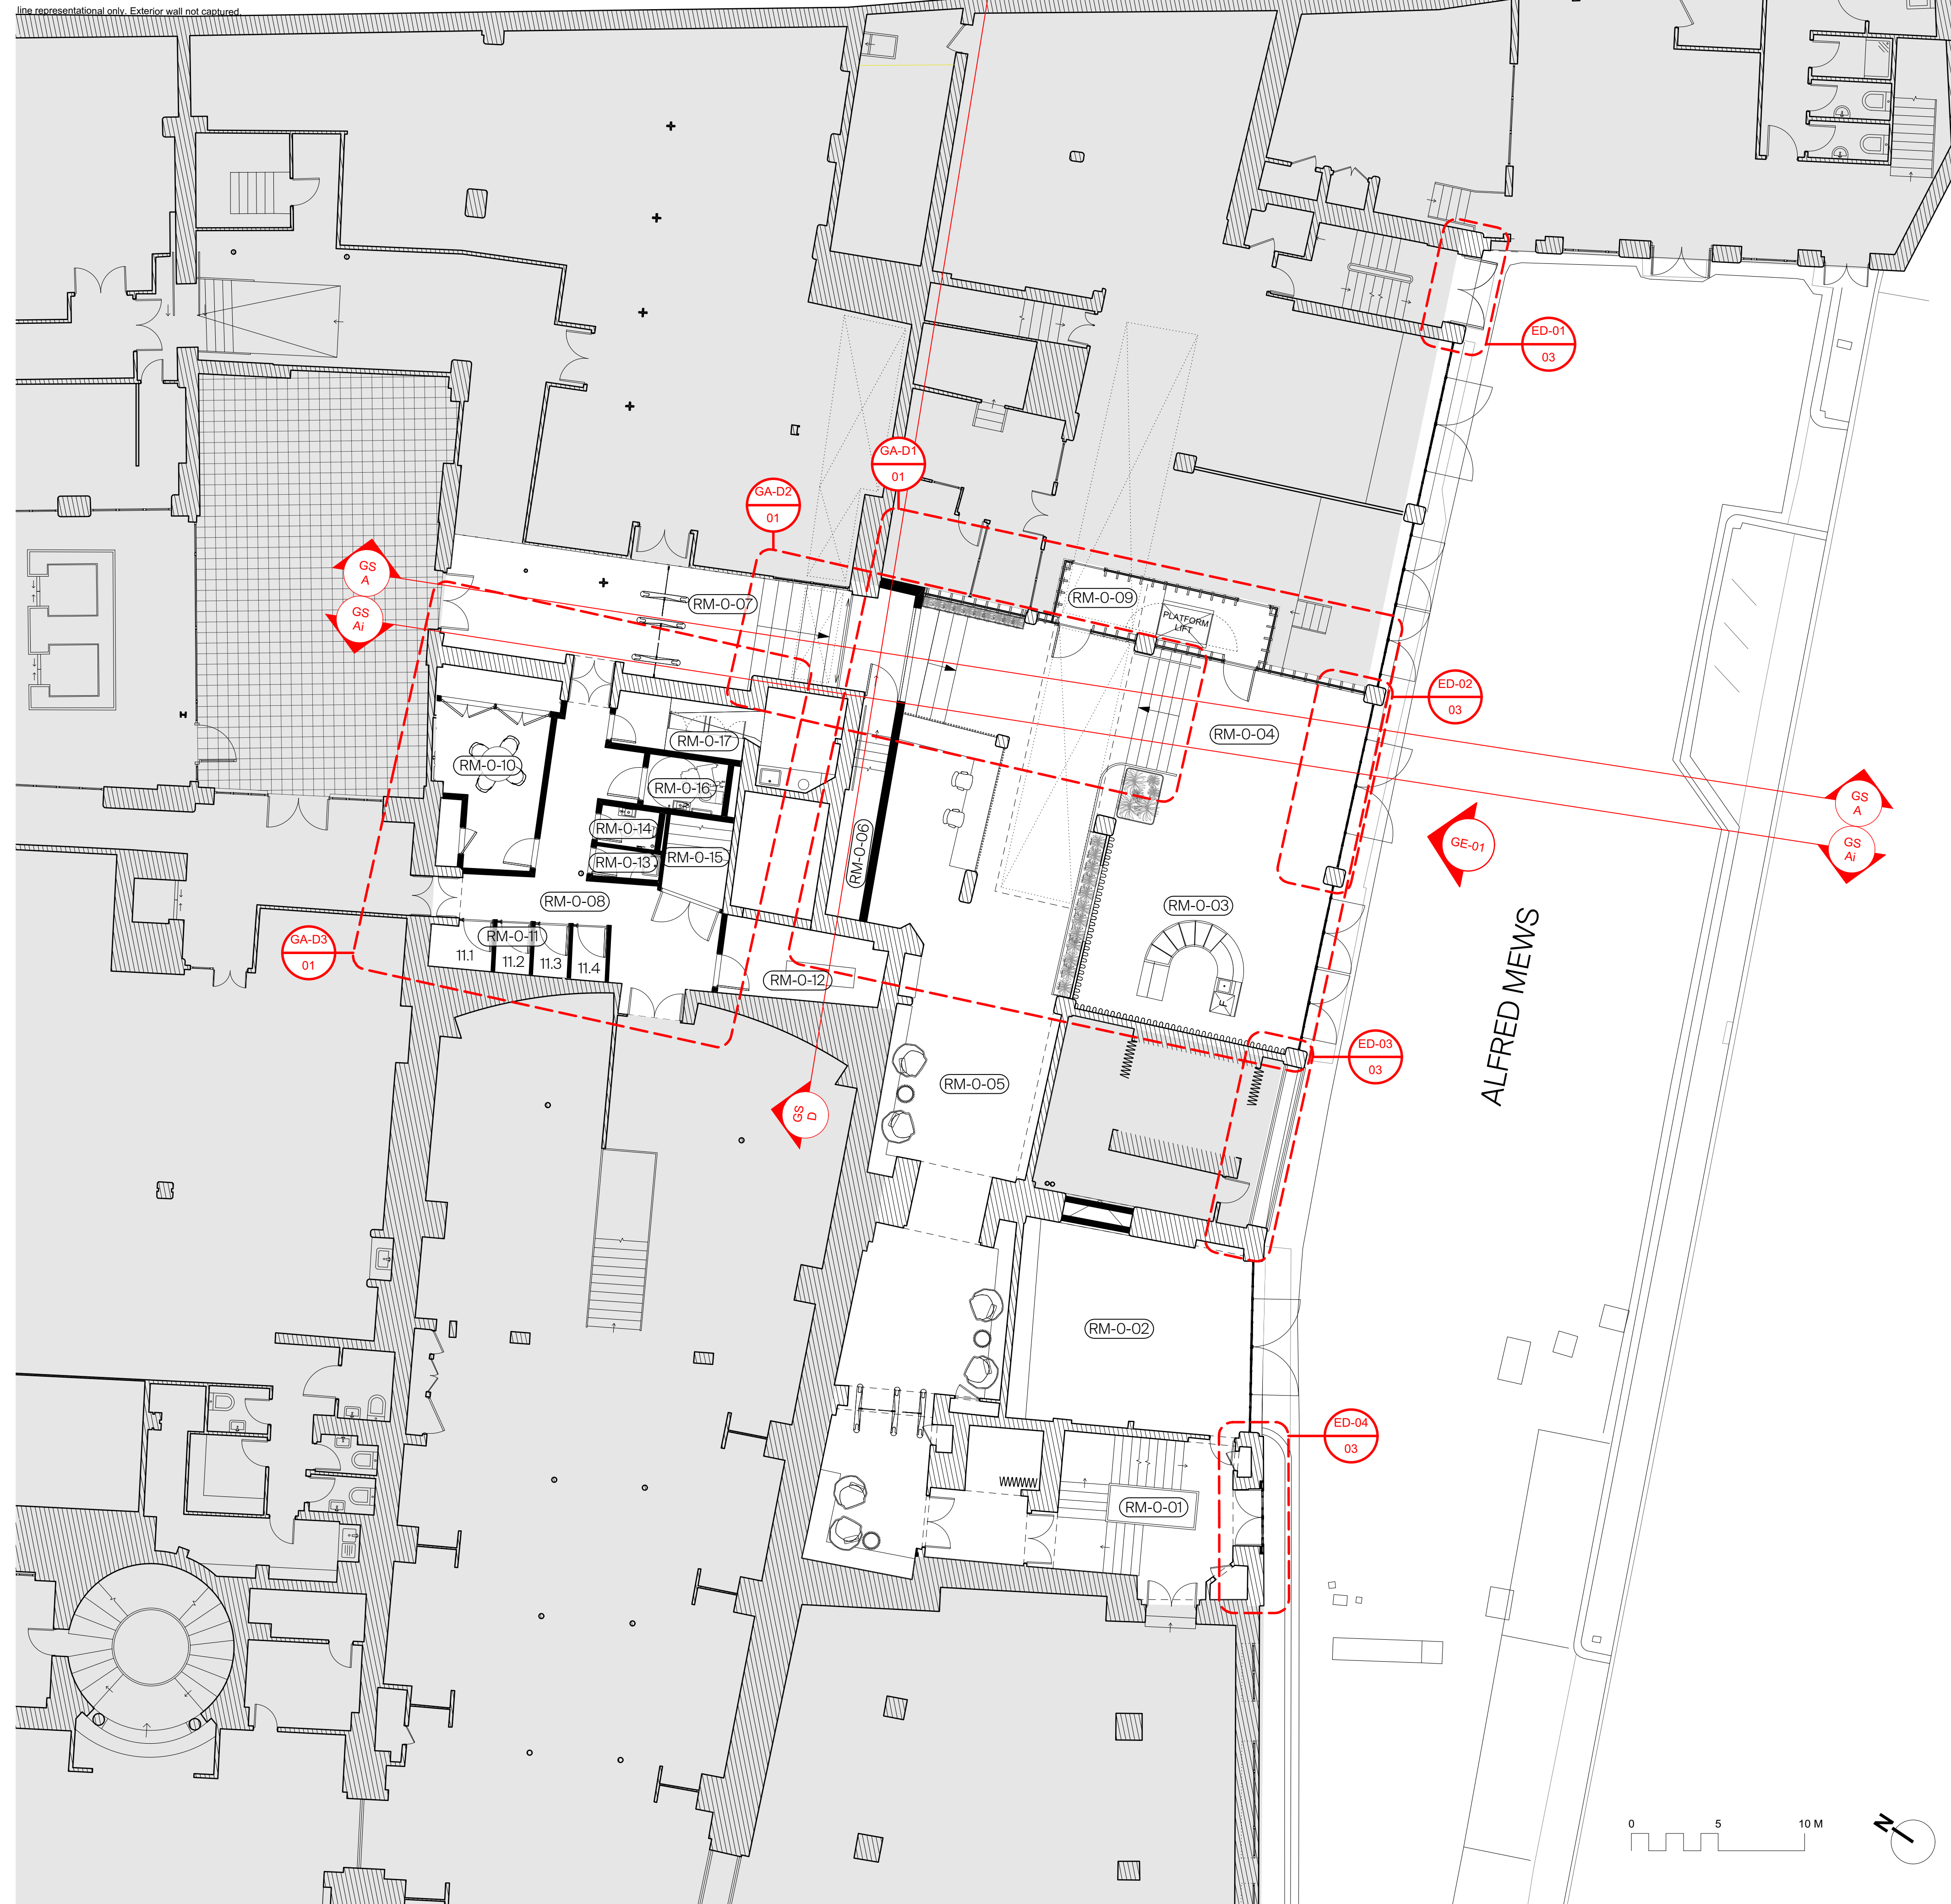 line representational only. Exterior wall not captured.
ED-01
03
GA-D1
01
GA-D2
01
GS
A
GS
Ai
RM-0-07
RM-0-09
PLATFORM
LIFT
ED-02
03
RM-0-04
RM-0-17
RM-0-10
RM-0-16
RM-0-14
RM-0-13
RM-0-15
RM-0-06
GS
A
GS
Ai
GE-01
RM-0-08
RM-0-03
GA-D3
01
RM-0-11
11.1
11.2
11.3
11.4
RM-0-12
F
ALFRED MEWS
ED-03
03
RM-0-05
GS
D
RM-0-02
ED-04
03
RM-0-01
0
5
10 M
N